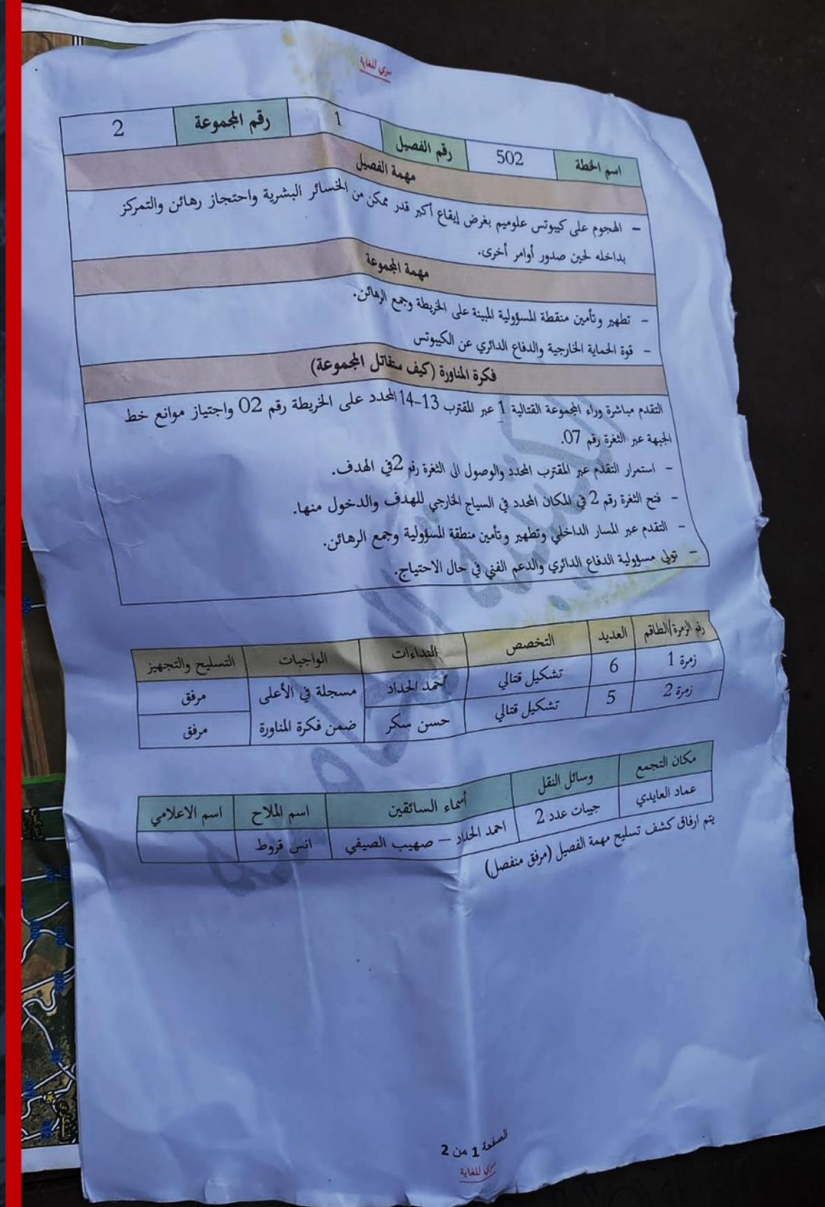 سري للغاية
اسم الخطة 502 رقم الفصيل 1 رقم المجموعة 2
مهمة الفصيل
– الهجوم على كيبوتس علوميم بغرض إيقاع أكبر قدر ممكن من الخسائر البشرية واحتجاز رهائن والتمركز
بداخله لحين صدور أوامر أخرى.
مهمة المجموعة
– تطهير وتأمين منقطة المسؤولية المبينة على الخريطة وجمع الرهائن.
– قوة الحماية الخارجية والدفاع الدائري عن الكيبوتس
فكرة المناورة (كيف ستقاتل المجموعة)
التقدم مباشرة وراء المجموعة القتالية 1 عبر المقترب 13-14 المحدد على الخريطة رقم 02 واجتياز موانع خط
الجبهة عبر الثغرة رقم 07.
– استمرار التقدم عبر المقترب المحدد والوصول الى الثغرة رقم 2في الهدف.
– فتح الثغرة رقم 2 في المكان المحدد في السياج الخارجي للهدف والدخول منها.
– التقدم عبر المسار الداخلي وتطهير وتأمين منطقة المسؤولية وجمع الرهائن.
– تولي مسؤولية الدفاع الدائري والدعم الفني في حال الاحتياج.
رقم الزمرة/الطاقم العديد التخصص النداءات الواجبات التسليح والتجهيز
زمرة 1 6 تشكيل قتالي أحمد الحداد مسجلة في الأعلى مرفق
زمرة 2 5 تشكيل قتالي حسن سكر ضمن فكرة المناورة مرفق
مكان التجمع وسائل النقل أسماء السائقين اسم الملاح اسم الاعلامي
عماد العايدي جيبات عدد 2 احمد الحداد – صهيب الصيفي انس قروط
يتم ارفاق كشف تسليح مهمة الفصيل (مرفق منفصل)
الصفحة 1 من 2
سري للغاية